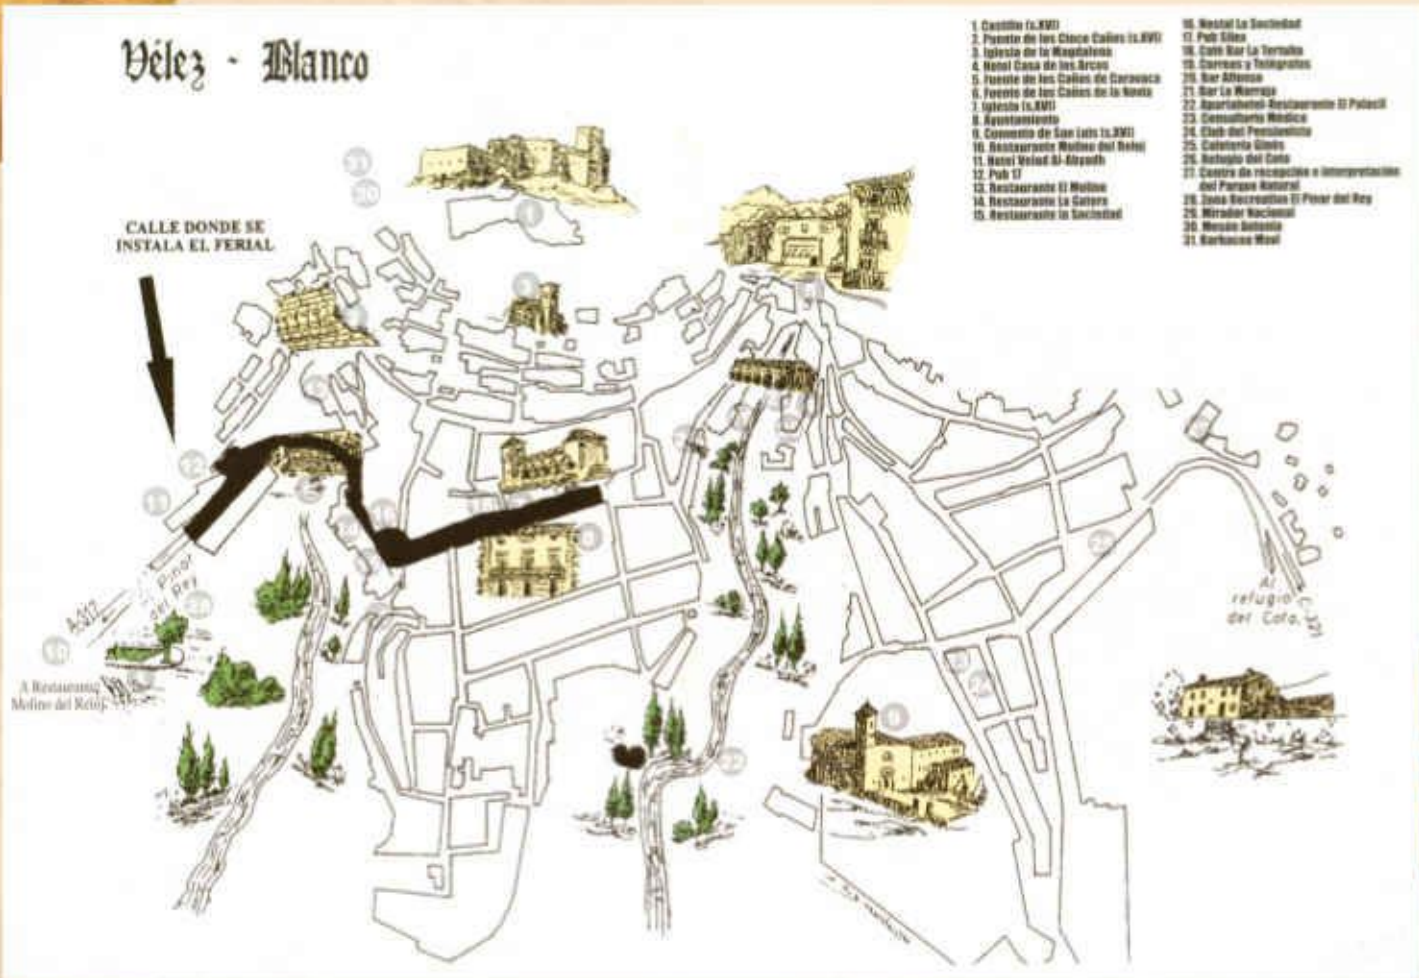 Vélez - Blanco
1. Castillo (s.XVI)
2. Fuente de los Cinco Caños (s.XVI)
3. Iglesia de la Magdalena
4. Hotel Casa de los Arcos
5. Fuente de los Caños de Caravaca
6. Fuente de los Caños de la Novia
7. Iglesia (s.XVI)
8. Ayuntamiento
9. Convento de San Luis (s.XVI)
10. Restaurante Molino del Reloj
11. Hotel Velad Al-Abyadh
12. Pub 17
13. Restaurante El Molino
14. Restaurante La Gatera
15. Restaurante la Sociedad
16. Hostal La Sociedad
17. Pub
18. Café Bar La Tertulia
19. Correos y Telégrafos
20. Bar Alfonso
21. Bar La
22. Apartahotel-Restaurante El Palacil
23. Consultorio Médico
24. Club del Pensionista
25. Cafetería
26. Refugio del Coto
27. Centro de recepción e interpretación
del Parque Natural
28. Zona Recreativa El Pinar del Rey
29. Mirador Nacional
30. Mesón Antonio
31. Barbacoa
CALLE DONDE SE
INSTALA EL FERIAL
Pinar
del Rey
A-317
A Restaurante
Molino del Reloj
Al
refugio
del Coto.